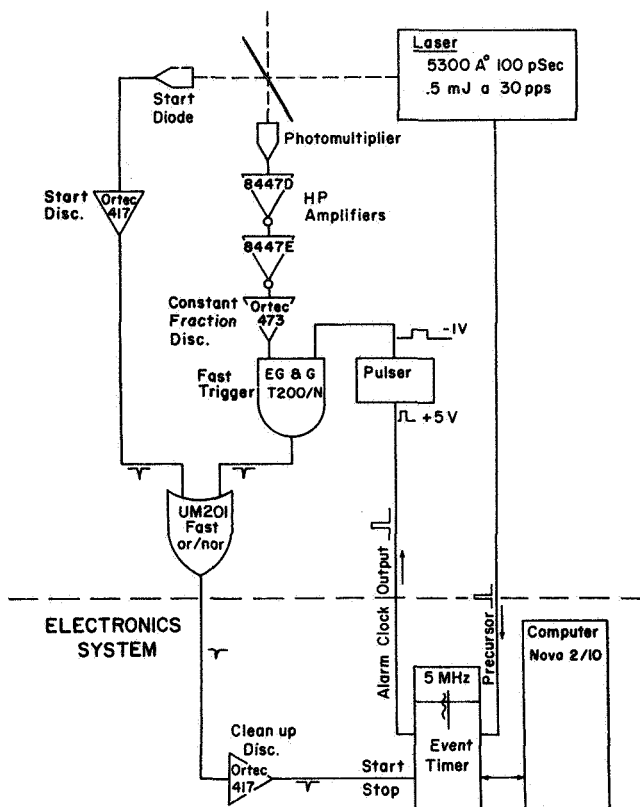 Laser
5300 A° 100 pSec
.5 mJ a 30 pps
Start
Diode
Photomultiplier
8447D
HP
Amplifiers
Start
Disc.
Ortec
417
8447E
Constant
Fraction
Disc.
Ortec
473
-1V
Fast
Trigger
EG & G
T200/N
Pulser
+5V
UM201
Fast
or/nor
Alarm Clock Output
Precursor
ELECTRONICS
SYSTEM
Computer
Nova 2/10
5 MHz
Clean up
Disc.
Event
Timer
Ortec
417
Start
Stop